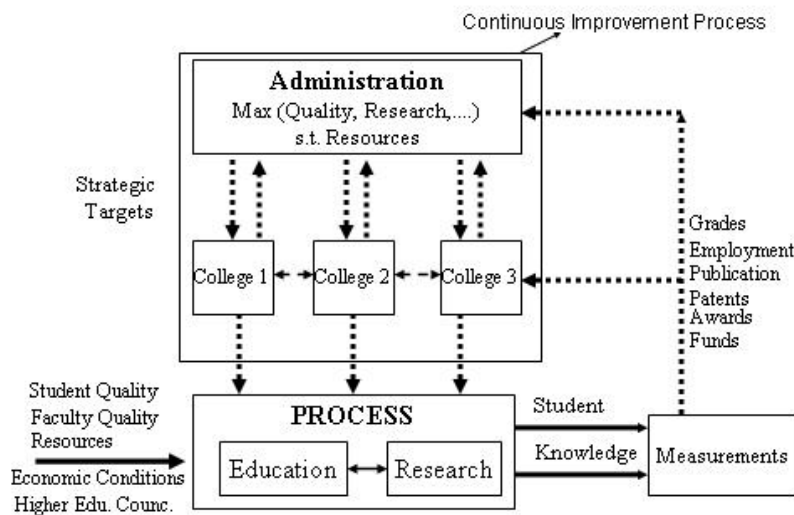 Continuous Improvement Process
Administration
Max (Quality, Research,....)
s.t. Resources
Strategic
Targets
College 1
College 2
College 3
Grades
Employment
Publication
Patents
Awards
Funds
Student Quality
Faculty Quality
Resources
Economic Conditions
Higher Edu. Counc.
PROCESS
Education
Research
Student
Knowledge
Measurements